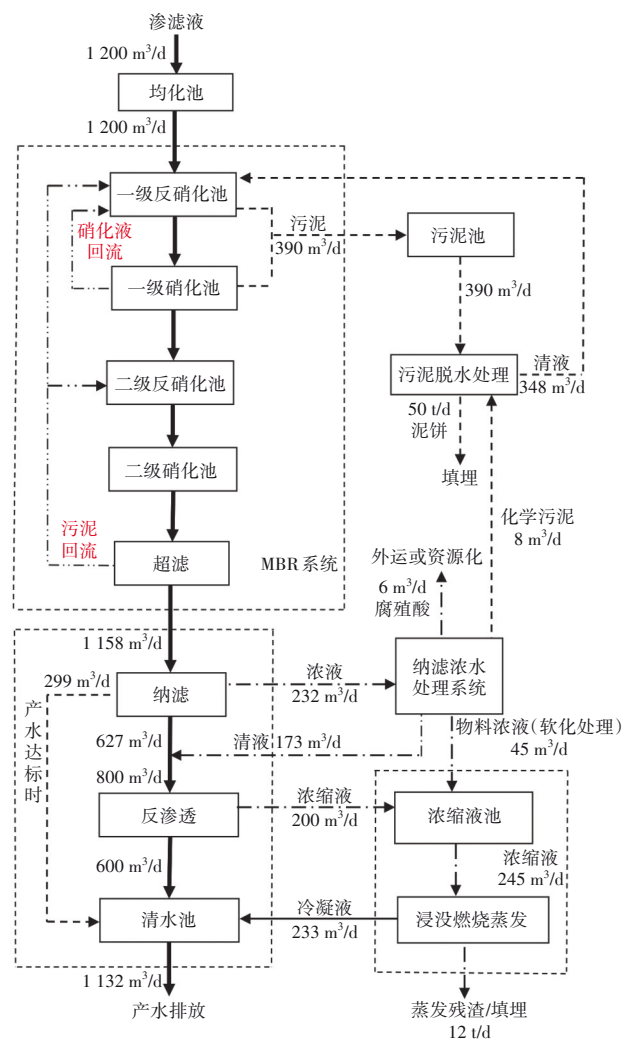 渗滤液
1 200 m³/d
均化池
1 200 m³/d
一级反硝化池
硝化液
回流
污泥
390 m³/d
污泥池
一级硝化池
390 m³/d
二级反硝化池
污泥脱水处理
清液
348 m³/d
50 t/d
泥饼
填埋
二级硝化池
化学污泥
8 m³/d
污泥
回流
超滤
MBR系统
外运或资源化
6 m³/d
腐殖酸
1 158 m³/d
299 m³/d
纳滤
浓液
232 m³/d
纳滤浓水
处理系统
产水达标时
627 m³/d
清液 173 m³/d
物料浓液(软化处理)
45 m³/d
800 m³/d
反渗透
浓缩液
200 m³/d
浓缩液池
600 m³/d
浓缩液
245 m³/d
清水池
冷凝液
233 m³/d
浸没燃烧蒸发
1 132 m³/d
产水排放
蒸发残渣/填埋
12 t/d